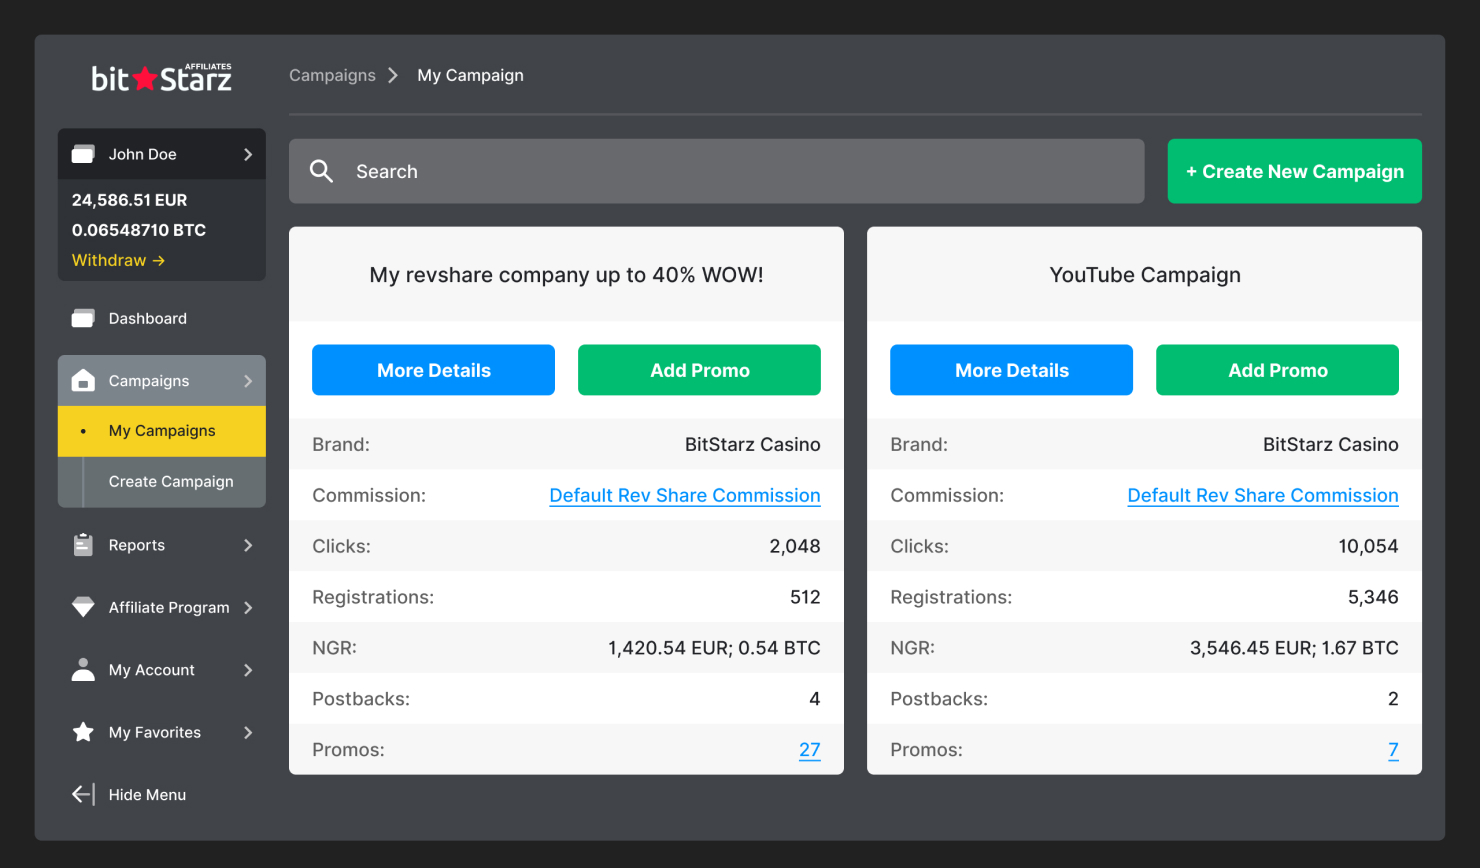 bit Starz
AFFILIATES
Campaigns
My Campaign
John Doe
24,586.51 EUR
0.06548710 BTC
Withdraw →
Dashboard
Campaigns
• My Campaigns
Create Campaign
Reports
Affiliate Program
My Account
My Favorites
Hide Menu
Search
+ Create New Campaign
My revshare company up to 40% WOW!
More Details
Add Promo
Brand: BitStarz Casino
Commission: Default Rev Share Commission
Clicks: 2,048
Registrations: 512
NGR: 1,420.54 EUR; 0.54 BTC
Postbacks: 4
Promos: 27
YouTube Campaign
More Details
Add Promo
Brand: BitStarz Casino
Commission: Default Rev Share Commission
Clicks: 10,054
Registrations: 5,346
NGR: 3,546.45 EUR; 1.67 BTC
Postbacks: 2
Promos: 7